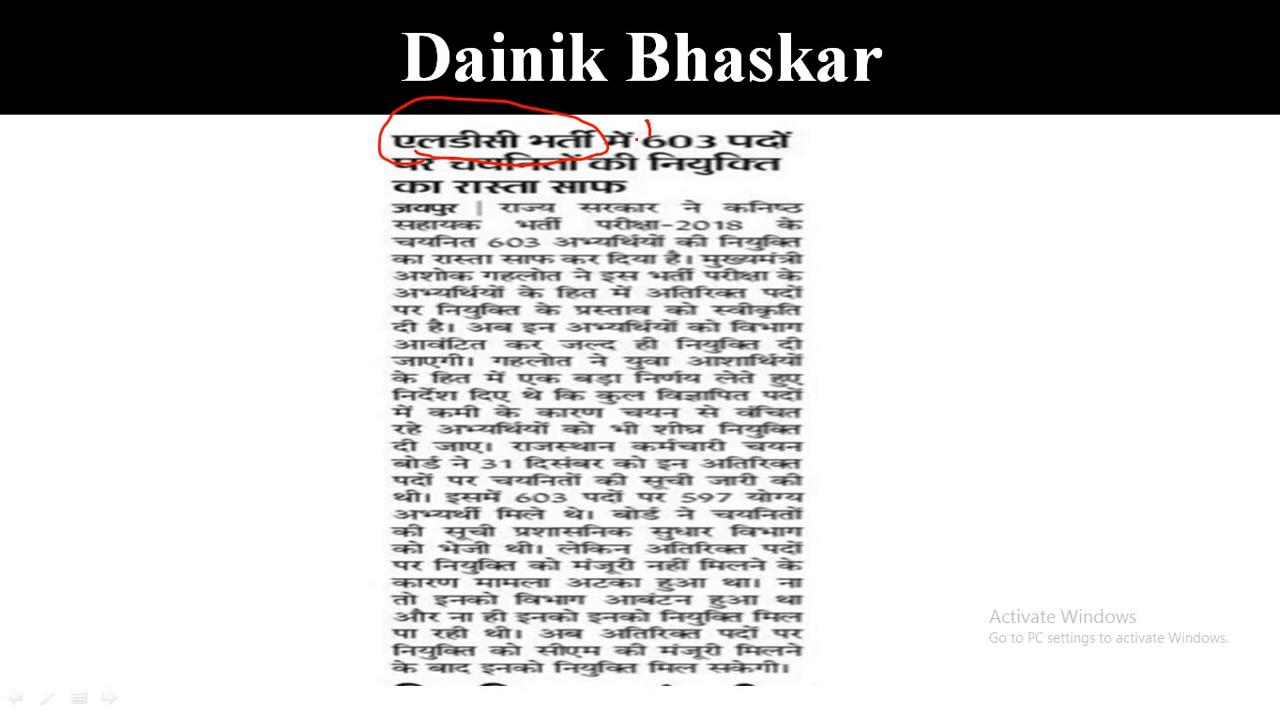 Dainik Bhaskar
एलडीसी भर्ती में 603 पदों
पर चयनितों की नियुक्ति
का रास्ता साफ
जयपुर | राज्य सरकार ने कनिष्ठ
सहायक भर्ती परीक्षा-2018 के
चयनित 603 अभ्यर्थियों की नियुक्ति
का रास्ता साफ कर दिया है। मुख्यमंत्री
अशोक गहलोत ने इस भर्ती परीक्षा के
अभ्यर्थियों के हित में अतिरिक्त पदों
पर नियुक्ति के प्रस्ताव को स्वीकृति
दी है। अब इन अभ्यर्थियों को विभाग
आवंटित कर जल्द ही नियुक्ति दी
जाएगी। गहलोत ने युवा आशार्थियों
के हित में एक बड़ा निर्णय लेते हुए
निर्देश दिए थे कि कुल विज्ञापित पदों
में कमी के कारण चयन से वंचित
रहे अभ्यर्थियों को भी शीघ्र नियुक्ति
दी जाए। राजस्थान कर्मचारी चयन
बोर्ड ने 31 दिसंबर को इन अतिरिक्त
पदों पर चयनितों की सूची जारी की
थी। इसमें 603 पदों पर 597 योग्य
अभ्यर्थी मिले थे। बोर्ड ने चयनितों
की सूची प्रशासनिक सुधार विभाग
को भेजी थी। लेकिन अतिरिक्त पदों
पर नियुक्ति को मंजूरी नहीं मिलने के
कारण मामला अटका हुआ था। ना
तो इनको विभाग आवंटन हुआ था
और ना ही इनको इनको नियुक्ति मिल
पा रही थी। अब अतिरिक्त पदों पर
नियुक्ति को सीएम की मंजूरी मिलने
के बाद इनको नियुक्ति मिल सकेगी।
Activate Windows
Go to PC settings to activate Windows.